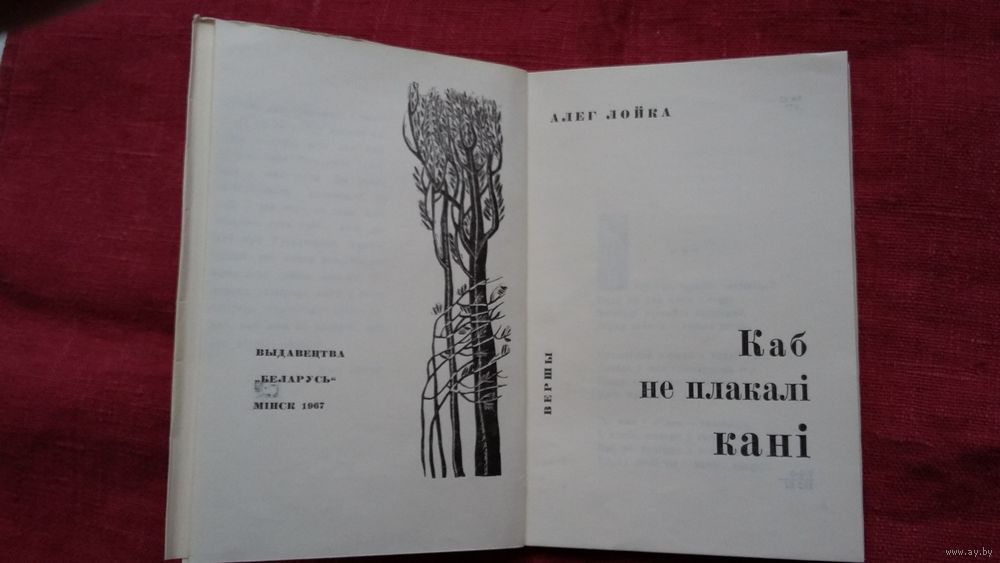 ВЫДАВЕЦТВА
„БЕЛАРУСЬ“
МІНСК 1967
АЛЕГ ЛОЙКА
ВЕРШЫ
Каб
не плакалі
кані
www.ay.by